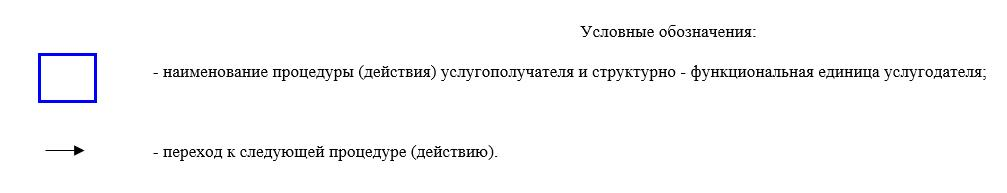 Условные обозначения:
- наименование процедуры (действия) услугополучателя и структурно - функциональная единица услугодателя;
- переход к следующей процедуре (действию).